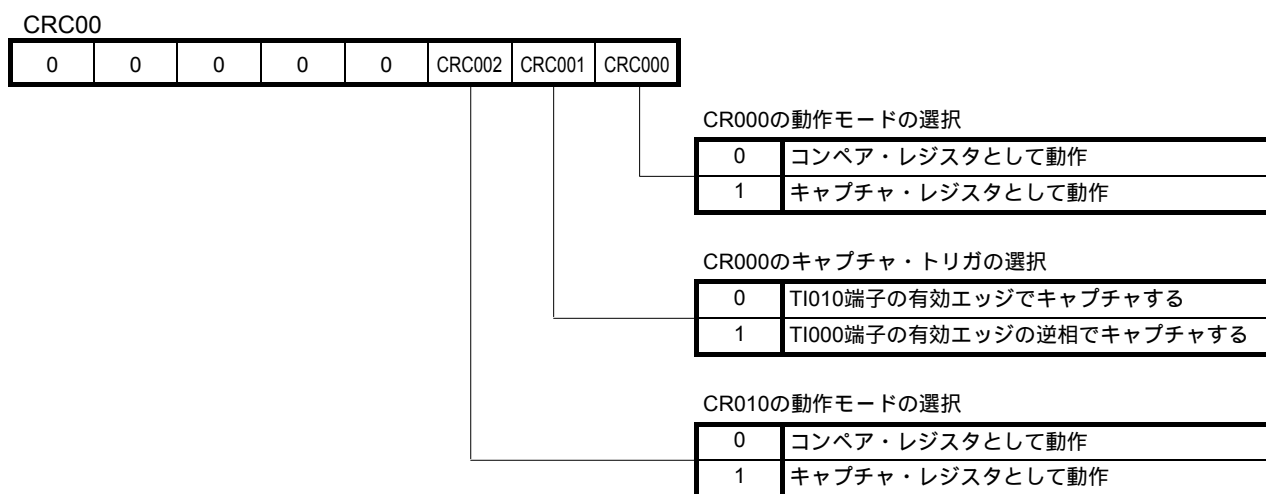 CRC00
0 0 0 0 0 CRC002 CRC001 CRC000
CR000の動作モードの選択
0 コンペア・レジスタとして動作
1 キャプチャ・レジスタとして動作
CR000のキャプチャ・トリガの選択
0 TI010端子の有効エッジでキャプチャする
1 TI000端子の有効エッジの逆相でキャプチャする
CR010の動作モードの選択
0 コンペア・レジスタとして動作
1 キャプチャ・レジスタとして動作